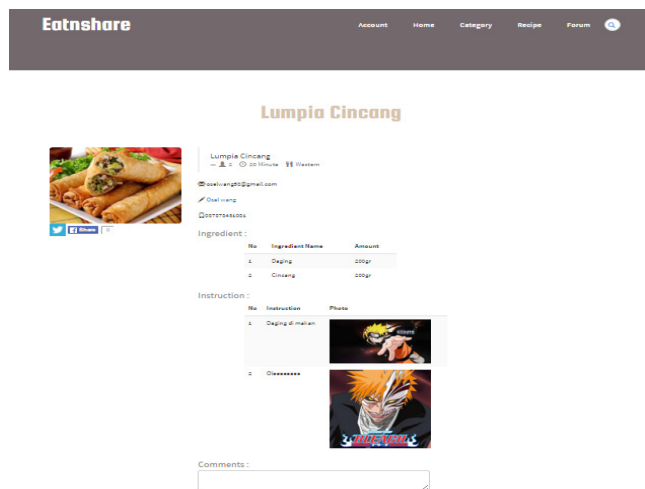 Eatnshare
Account Home Category Recipe Forum
Lumpia Cincang
Lumpia Cincang
20 Minute Western
Osel wang
Ingredient :
No Ingredient Name Amount
1 Daging 200gr
2 Cincang 200gr
Instruction :
No Instruction Photo
1 Daging di makan
2
BLEACH
Share 0
Comments :